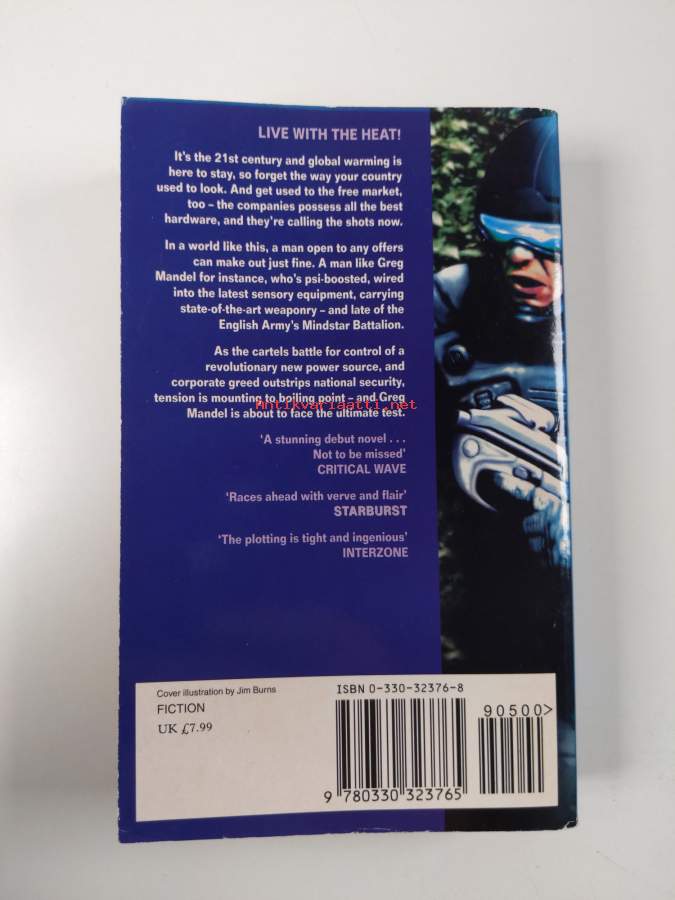 LIVE WITH THE HEAT!
It's the 21st century and global warming is
here to stay, so forget the way your country
used to look. And get used to the free market,
too – the companies possess all the best
hardware, and they're calling the shots now.
In a world like this, a man open to any offers
can make out just fine. A man like Greg
Mandel for instance, who's psi-boosted, wired
into the latest sensory equipment, carrying
state-of-the-art weaponry – and late of the
English Army's Mindstar Battalion.
As the cartels battle for control of a
revolutionary new power source, and
corporate greed outstrips national security,
tension is mounting to boiling point – and Greg
Antikvariaatti.net
Mandel is about to face the ultimate test.
'A stunning debut novel . . .
Not to be missed'
CRITICAL WAVE
'Races ahead with verve and flair'
STARBURST
'The plotting is tight and ingenious'
INTERZONE
Cover illustration by Jim Burns
FICTION
UK £7.99
ISBN 0-330-32376-8
90500>
9 780330 323765